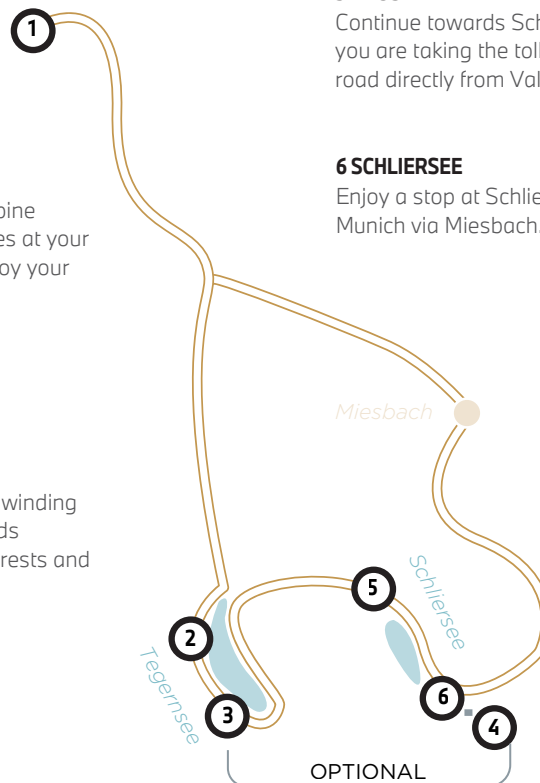 1
Continue towards Sch
you are taking the toll
road directly from Val
6 SCHLIERSEE
Enjoy a stop at Schlie
Munich via Miesbach.
pine
es at your
oy your
Miesbach
winding
ds
rests and
Schliersee
5
2
Tegernsee
6
3
4
OPTIONAL